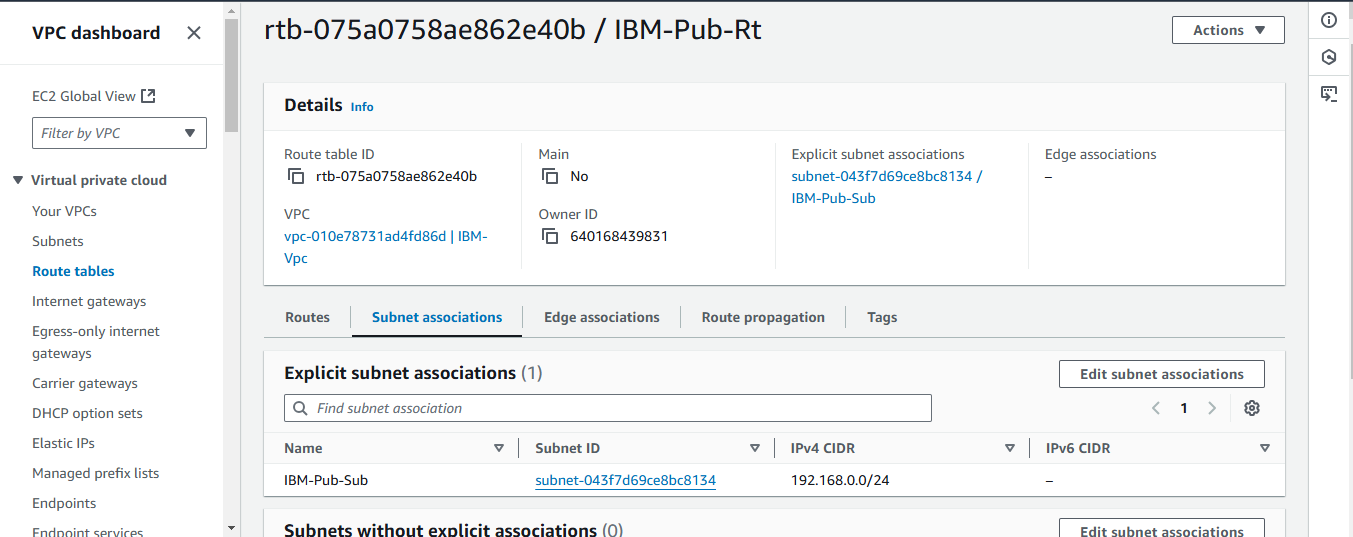 VPC dashboard
rtb-075a0758ae862e40b / IBM-Pub-Rt
Actions
EC2 Global View
Filter by VPC
Virtual private cloud
Your VPCs
Subnets
Route tables
Internet gateways
Egress-only internet
gateways
Carrier gateways
DHCP option sets
Elastic IPs
Managed prefix lists
Endpoints
Endpoint services
Details Info
Route table ID
rtb-075a0758ae862e40b
Main
No
Explicit subnet associations
subnet-043f7d69ce8bc8134 /
IBM-Pub-Sub
Edge associations
–
VPC
vpc-010e78731ad4fd86d | IBM-
Vpc
Owner ID
640168439831
Routes
Subnet associations
Edge associations
Route propagation
Tags
Explicit subnet associations (1)
Edit subnet associations
Find subnet association
1
Name Subnet ID IPv4 CIDR IPv6 CIDR
IBM-Pub-Sub subnet-043f7d69ce8bc8134 192.168.0.0/24 –
Subnets without explicit associations (0)
Edit subnet associations